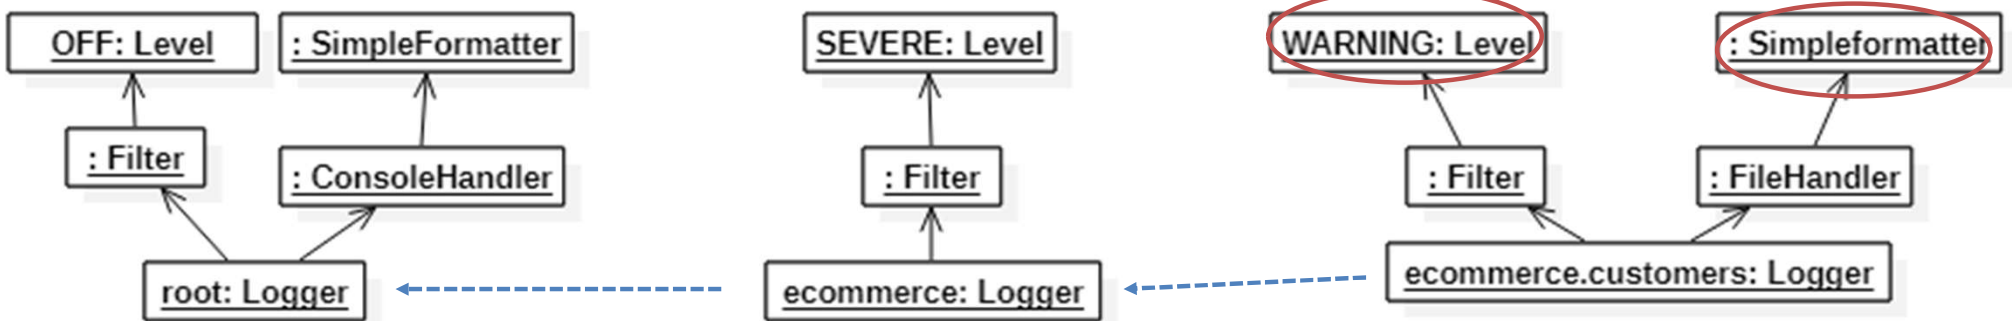 OFF: Level
: SimpleFormatter
SEVERE: Level
WARNING: Level
: Simpleformatter
: Filter
: ConsoleHandler
: Filter
: Filter
: FileHandler
root: Logger
ecommerce: Logger
ecommerce.customers: Logger